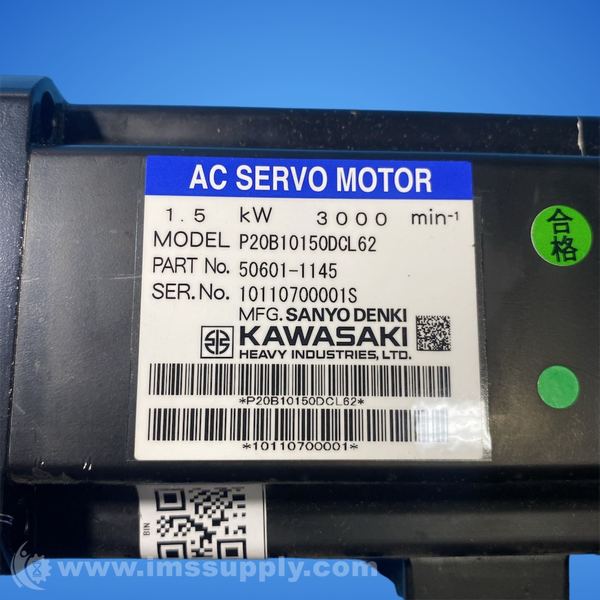 AC SERVO MOTOR
1.5 kW 3000 min-1
MODEL P20B10150DCL62
PART No. 50601-1145
SER.No. 10110700001S
MFG. SANYO DENKI
KAWASAKI
HEAVY INDUSTRIES, LTD.
*P20B10150DCL62*
*10110700001*
合格
BIN
www.imssupply.com